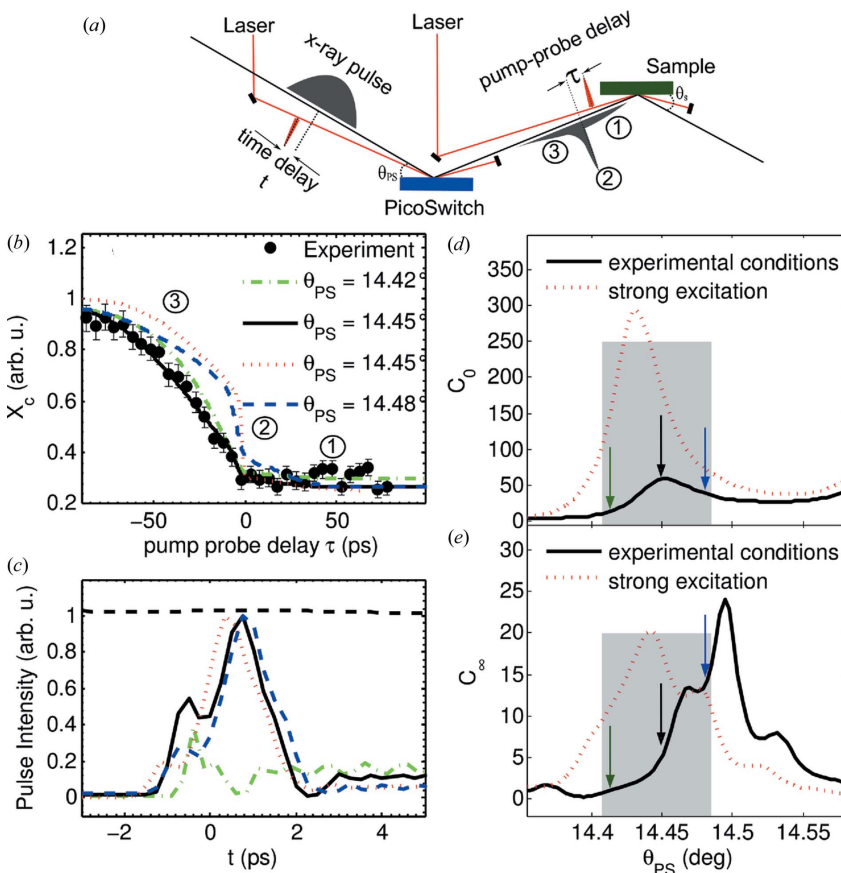 (a)
Laser
x-ray pulse
Laser
pump-probe delay
τ
Sample
θs
time delay
t
θPS
PicoSwitch
1
2
3
(b)
Xc (arb. u.)
1.2
1
0.8
0.6
0.4
0.2
Experiment
θPS = 14.42°
θPS = 14.45°
θPS = 14.45°
θPS = 14.48°
3
2
1
−50
0
50
pump probe delay τ (ps)
(c)
Pulse Intensity (arb. u.)
1
0.8
0.6
0.4
0.2
0
−2
0
2
4
t (ps)
(d)
experimental conditions
strong excitation
C0
350
300
250
200
150
100
50
0
(e)
experimental conditions
strong excitation
C∞
30
25
20
15
10
5
0
14.4
14.45
14.5
14.55
θPS (deg)